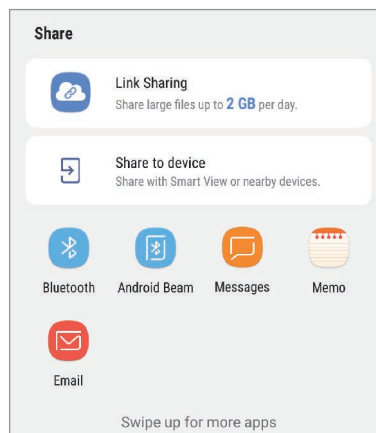 Share
Link Sharing
Share large files up to 2 GB per day.
Share to device
Share with Smart View or nearby devices.
Bluetooth Android Beam Messages Memo
Email
Swipe up for more apps